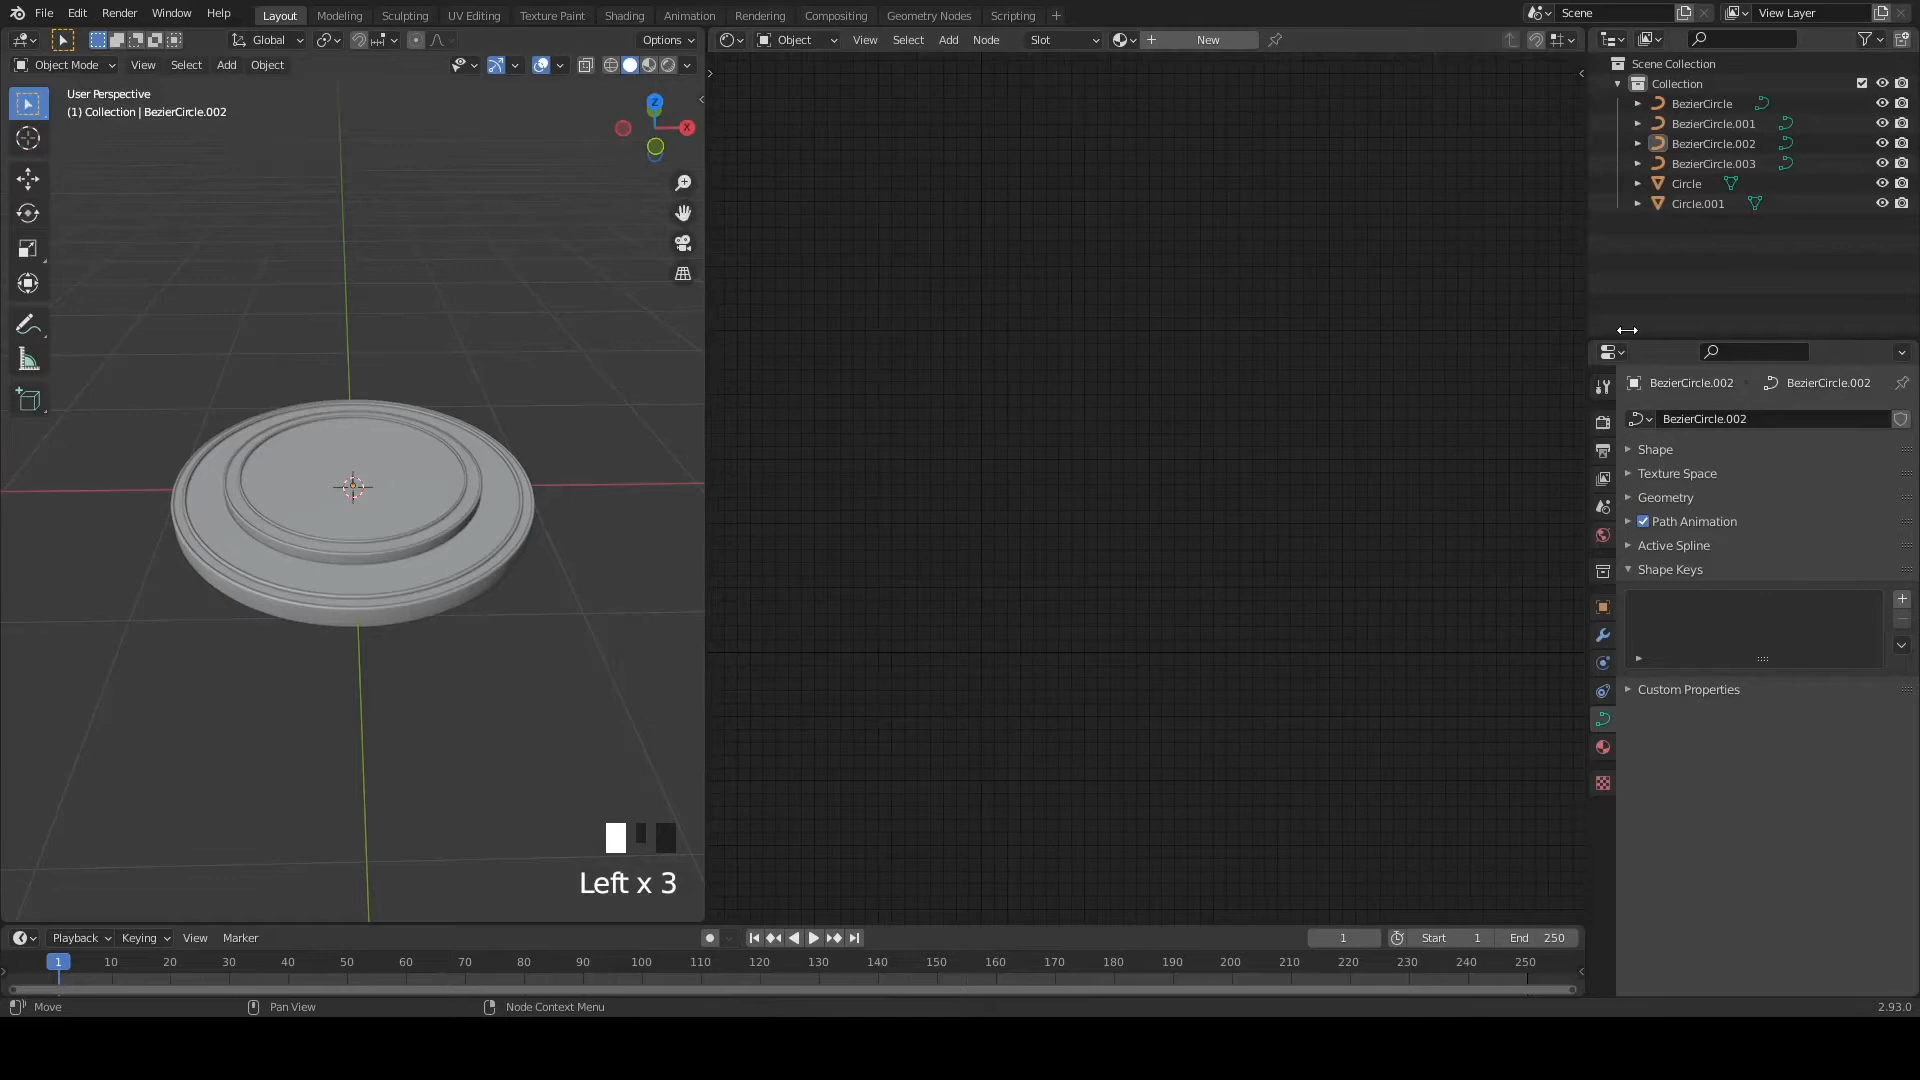 File Edit Render Window Help Layout Modeling Sculpting UV Editing Texture Paint Shading Animation Rendering Compositing Geometry Nodes Scripting Scene View Layer
Global Options Object View Select Add Node Slot New
Object Mode View Select Add Object
User Perspective
(1) Collection | BezierCircle.002
Z
X
Scene Collection
Collection
BezierCircle
BezierCircle.001
BezierCircle.002
BezierCircle.003
Circle
Circle.001
BezierCircle.002 BezierCircle.002
BezierCircle.002
Shape
Texture Space
Geometry
Path Animation
Active Spline
Shape Keys
Custom Properties
Left x 3
Playback Keying View Marker 1 Start 1 End 250
1 10 20 30 40 50 60 70 80 90 100 110 120 130 140 150 160 170 180 190 200 210 220 230 240 250
Move Pan View Node Context Menu 2.93.0